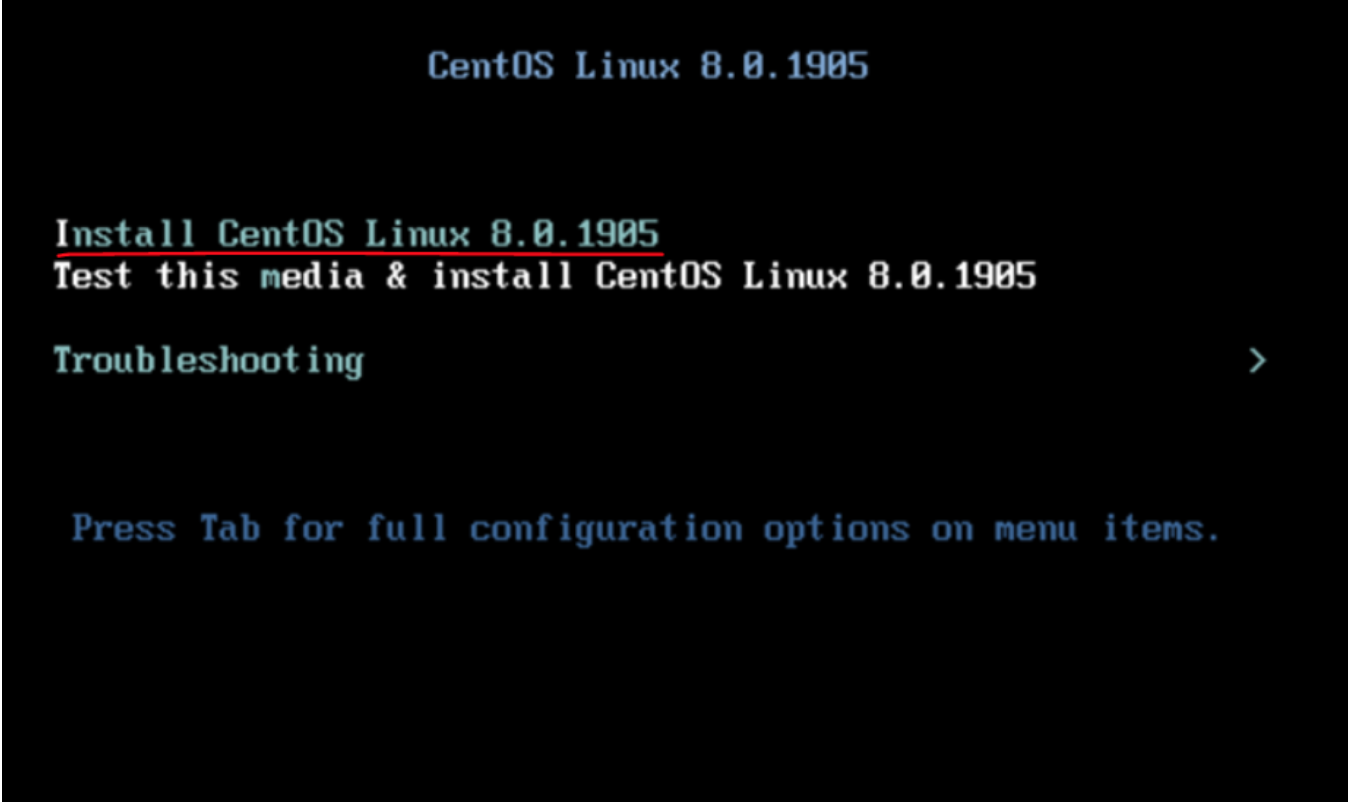 CentOS Linux 8.0.1905
Install CentOS Linux 8.0.1905
Test this media & install CentOS Linux 8.0.1905
Troubleshooting >
Press Tab for full configuration options on menu items.